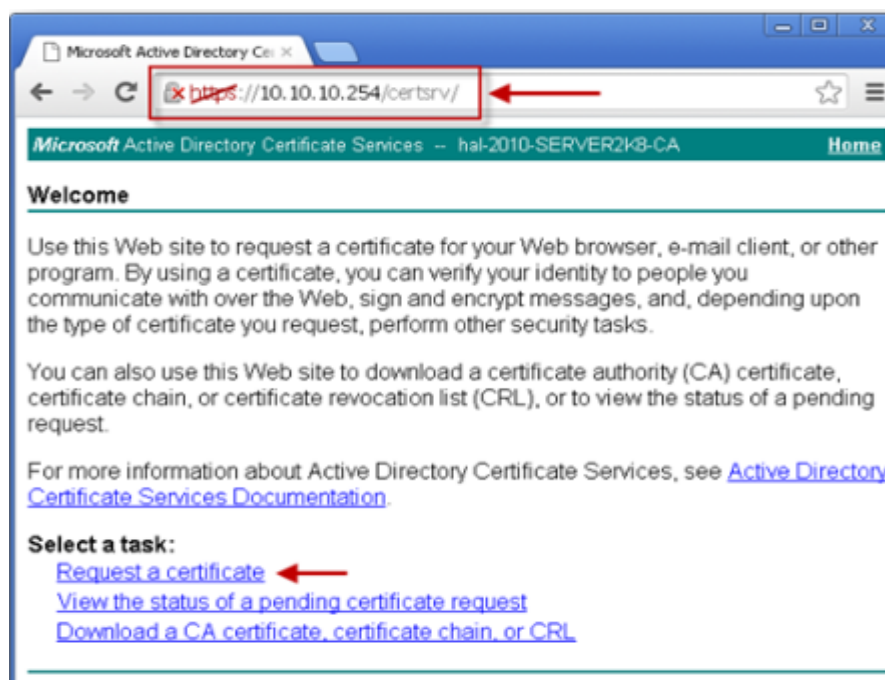 Microsoft Active Directory Cer
https://10.10.10.254/certsrv/
Microsoft Active Directory Certificate Services -- hal-2010-SERVER2K8-CA Home
Welcome
Use this Web site to request a certificate for your Web browser, e-mail client, or other
program. By using a certificate, you can verify your identity to people you
communicate with over the Web, sign and encrypt messages, and, depending upon
the type of certificate you request, perform other security tasks.
You can also use this Web site to download a certificate authority (CA) certificate,
certificate chain, or certificate revocation list (CRL), or to view the status of a pending
request.
For more information about Active Directory Certificate Services, see Active Directory
Certificate Services Documentation.
Select a task:
Request a certificate
View the status of a pending certificate request
Download a CA certificate, certificate chain, or CRL